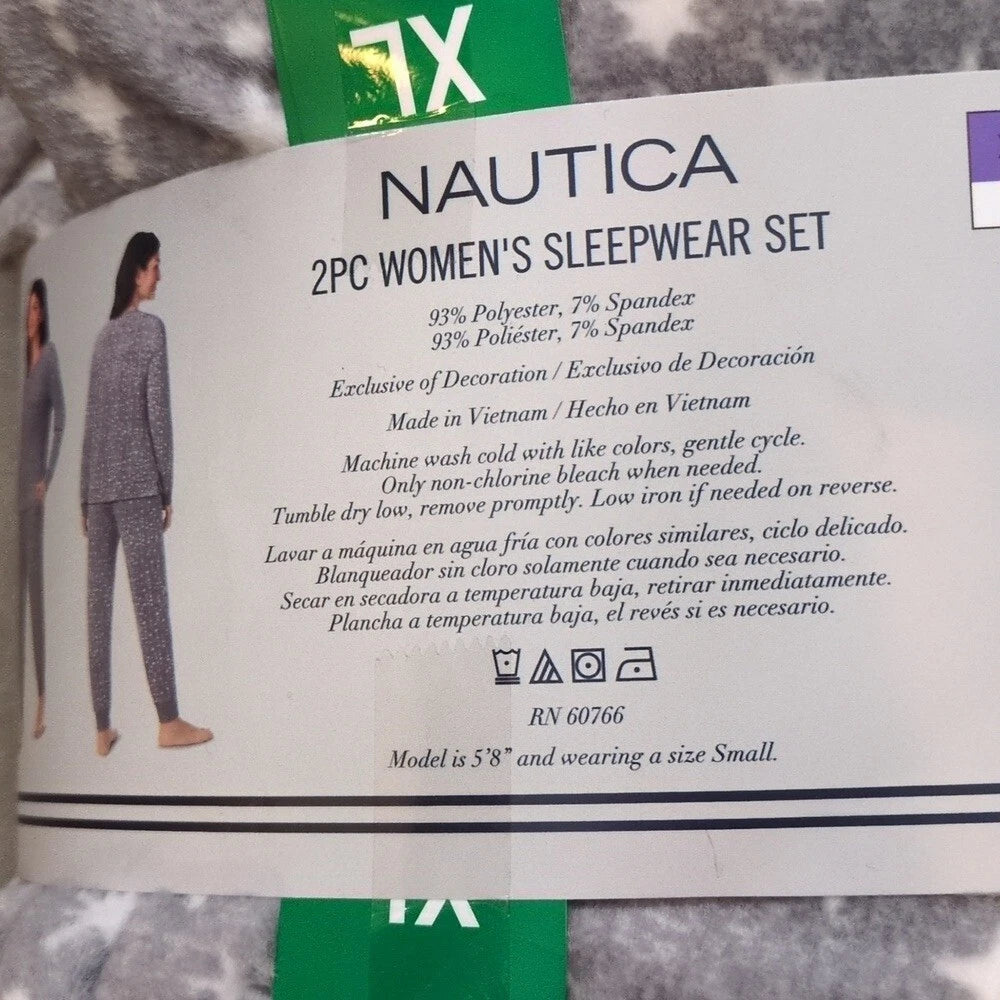 1X
NAUTICA
2PC WOMEN'S SLEEPWEAR SET
93% Polyester, 7% Spandex
93% Poliéster, 7% Spandex
Exclusive of Decoration / Exclusivo de Decoración
Made in Vietnam / Hecho en Vietnam
Machine wash cold with like colors, gentle cycle.
Only non-chlorine bleach when needed.
Tumble dry low, remove promptly. Low iron if needed on reverse.
Lavar a máquina en agua fría con colores similares, ciclo delicado.
Blanqueador sin cloro solamente cuando sea necesario.
Secar en secadora a temperatura baja, retirar inmediatamente.
Plancha a temperatura baja, el revés si es necesario.
RN 60766
Model is 5'8” and wearing a size Small.
1X